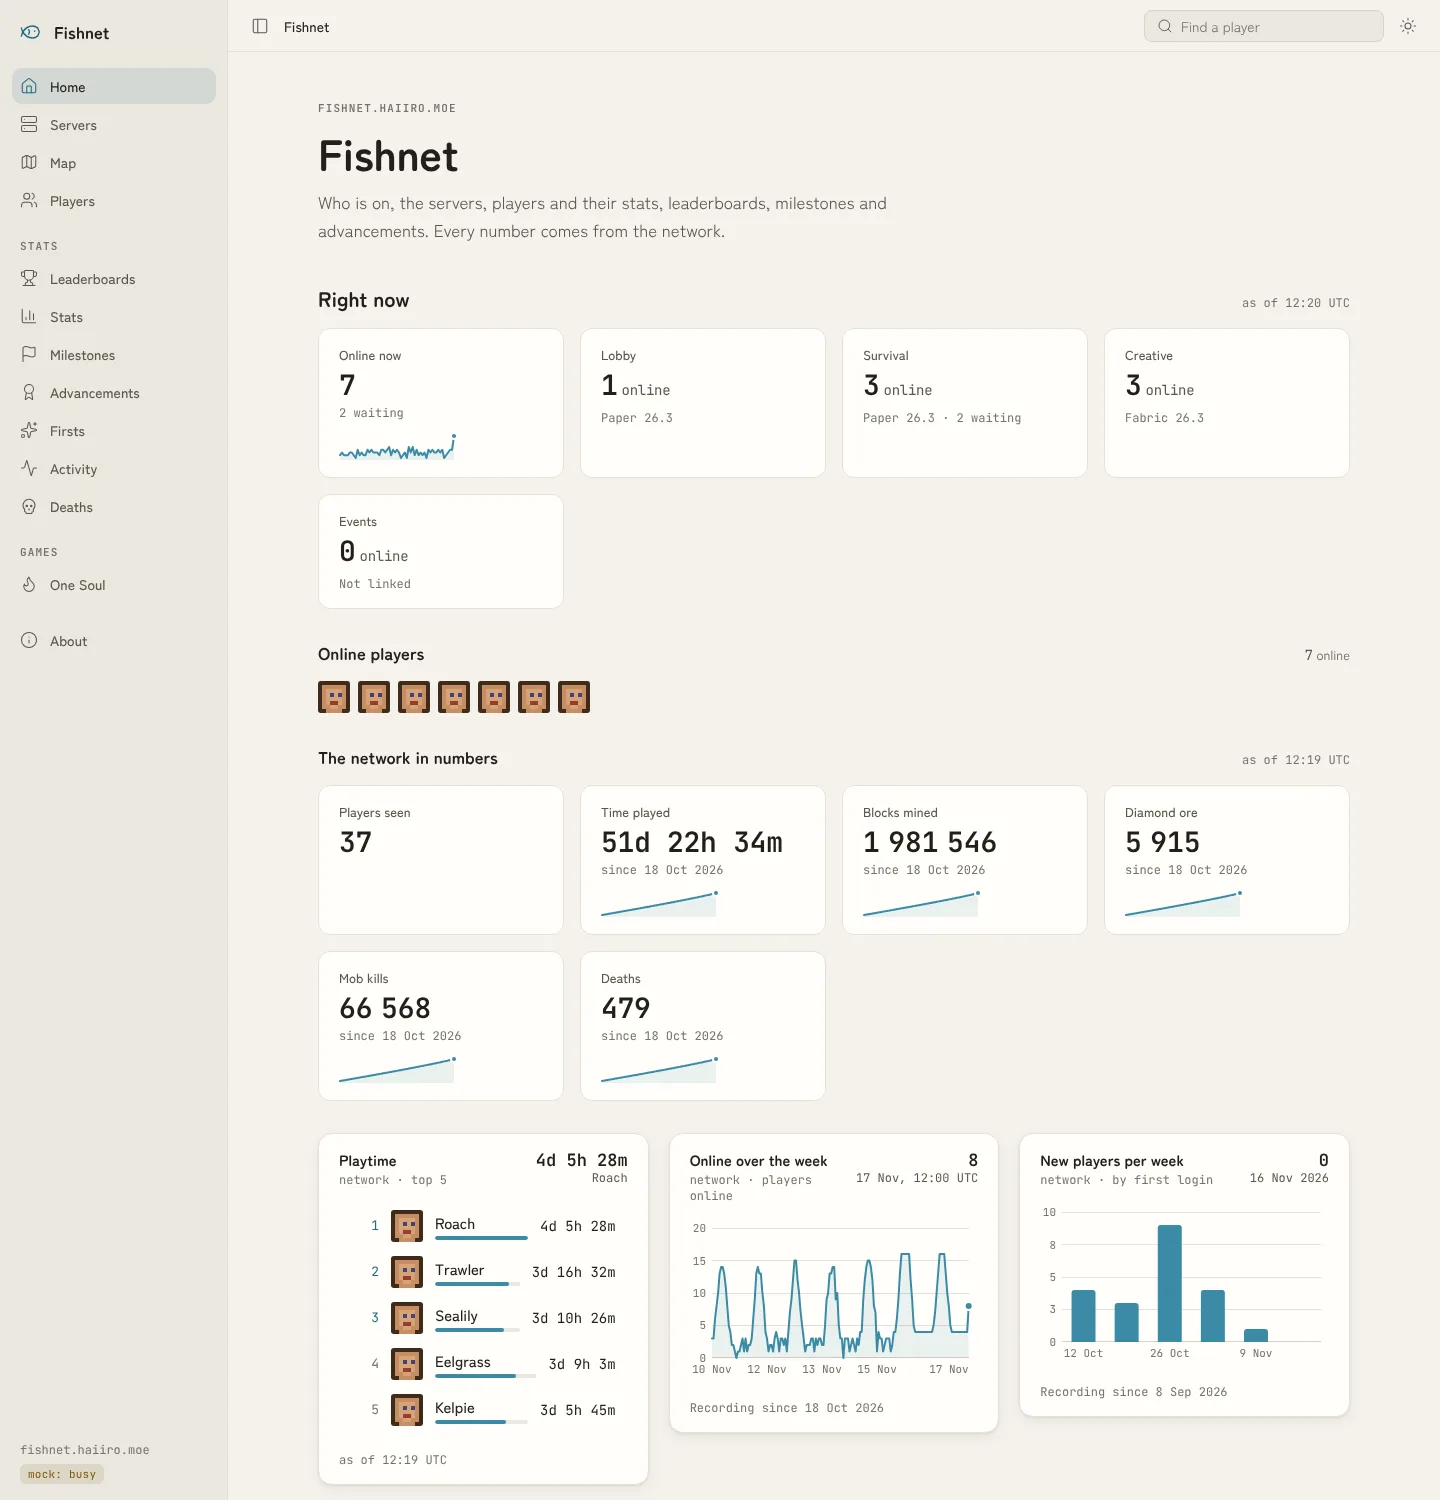 Fishnet
Home
Servers
Map
Players
STATS
Leaderboards
Stats
Milestones
Advancements
Firsts
Activity
Deaths
GAMES
One Soul
About
fishnet.haiiro.moe
mock: busy
Fishnet
Find a player
FISHNET.HAIIRO.MOE
Fishnet
Who is on, the servers, players and their stats, leaderboards, milestones and
advancements. Every number comes from the network.
Right now
as of 12:20 UTC
Online now
7
2 waiting
Lobby
1 online
Paper 26.3
Survival
3 online
Paper 26.3 · 2 waiting
Creative
3 online
Fabric 26.3
Events
0 online
Not linked
Online players
7 online
The network in numbers
as of 12:19 UTC
Players seen
37
Time played
51d 22h 34m
since 18 Oct 2026
Blocks mined
1 981 546
since 18 Oct 2026
Diamond ore
5 915
since 18 Oct 2026
Mob kills
66 568
since 18 Oct 2026
Deaths
479
since 18 Oct 2026
Playtime
network · top 5
4d 5h 28m
Roach
1 Roach 4d 5h 28m
2 Trawler 3d 16h 32m
3 Sealily 3d 10h 26m
4 Eelgrass 3d 9h 3m
5 Kelpie 3d 5h 45m
as of 12:19 UTC
Online over the week
network · players
online
8
17 Nov, 12:00 UTC
20
15
10
5
0
10 Nov 12 Nov 13 Nov 15 Nov 17 Nov
Recording since 18 Oct 2026
New players per week
network · by first login
0
16 Nov 2026
10
8
5
3
0
12 Oct 26 Oct 9 Nov
Recording since 8 Sep 2026